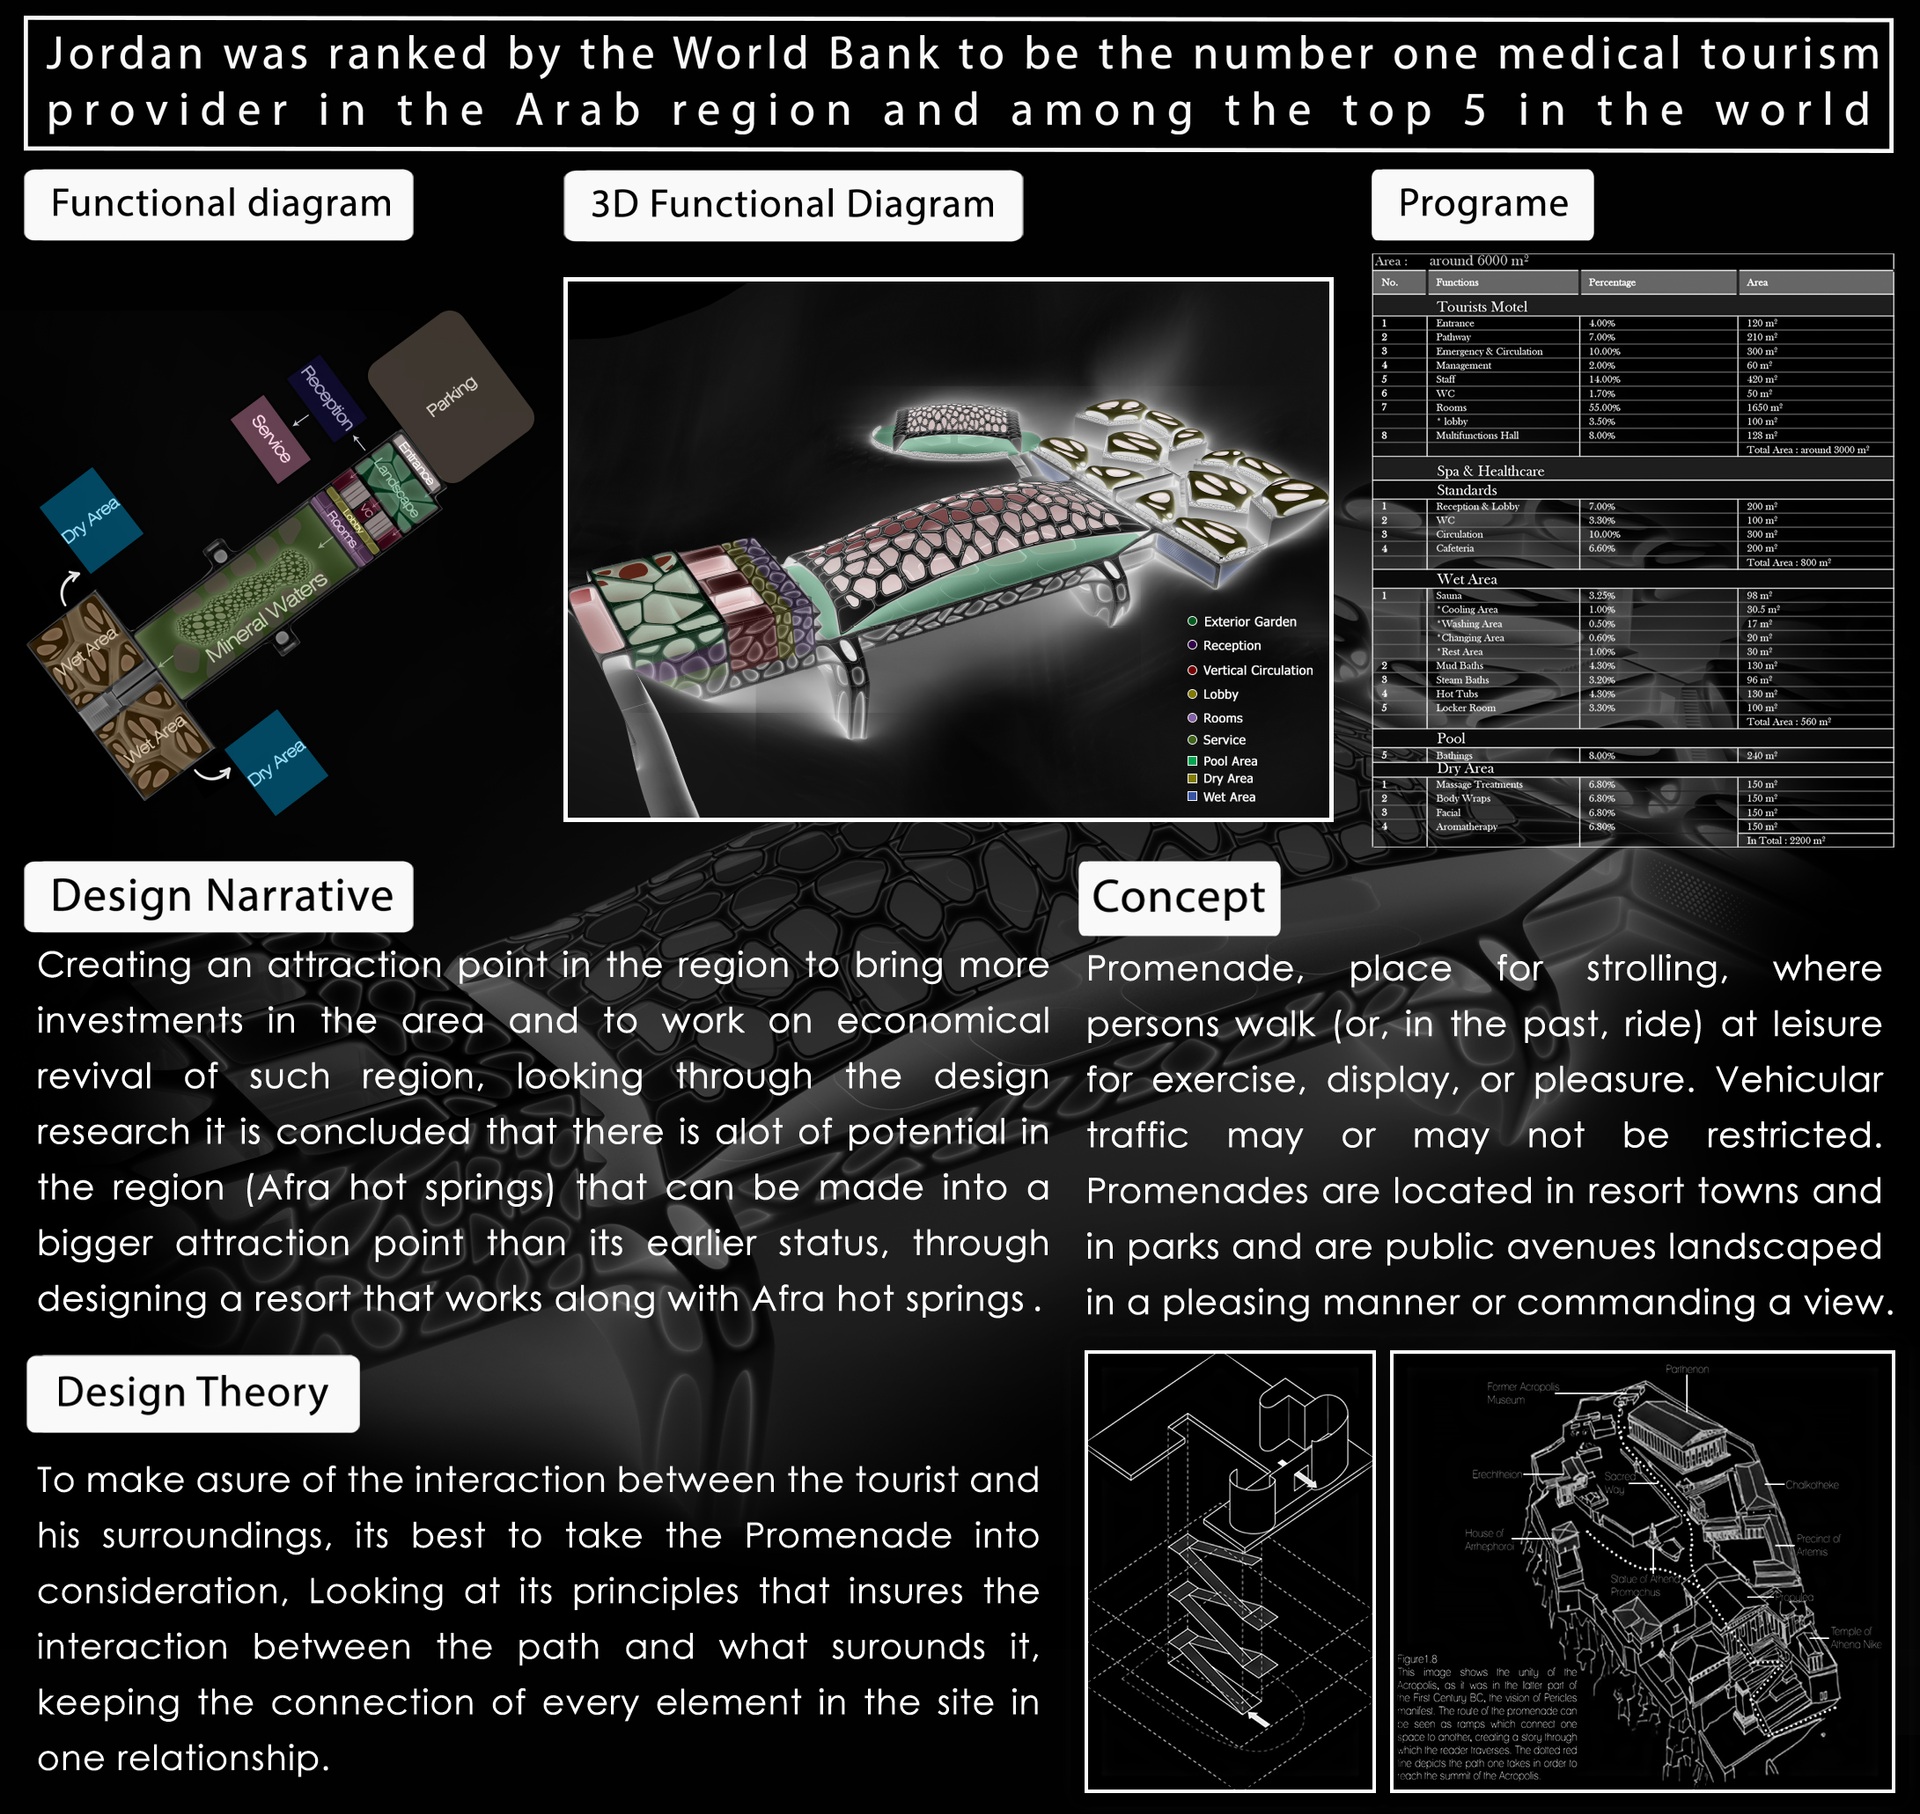 Jordan was ranked by the World Bank to be the number one medical tourism
provider in the Arab region and among the top 5 in the world
Functional diagram
Parking
Reception
Service
Entrance
Landscape
VC
Lobby
Rooms
Dry Area
Mineral Waters
Wet Area
Wet Area
Dry Area
3D Functional Diagram
Exterior Garden
Reception
Vertical Circulation
Lobby
Rooms
Service
Pool Area
Dry Area
Wet Area
Programe
Area : around 6000 m²
No. Functions Percentage Area
Tourists Motel
1 Entrance 4.00% 120 m²
2 Pathway 7.00% 210 m²
3 Emergency & Circulation 10.00% 300 m²
4 Management 2.00% 60 m²
5 Staff 14.00% 420 m²
6 WC 1.70% 50 m²
7 Rooms 55.00% 1650 m²
* lobby 3.50% 100 m²
8 Multifunctions Hall 8.00% 128 m²
Total Area : around 3000 m²
Spa & Healthcare
Standards
1 Reception & Lobby 7.00% 200 m²
2 WC 3.30% 100 m²
3 Circulation 10.00% 300 m²
4 Cafeteria 6.60% 200 m²
Total Area : 800 m²
Wet Area
1 Sauna 3.25% 98 m²
*Cooling Area 1.00% 30.5 m²
*Washing Area 0.50% 17 m²
*Changing Area 0.60% 20 m²
*Rest Area 1.00% 30 m²
2 Mud Baths 4.30% 130 m²
3 Steam Baths 3.20% 96 m²
4 Hot Tubs 4.30% 130 m²
5 Locker Room 3.30% 100 m²
Total Area : 560 m²
Pool
5 Bathings 8.00% 240 m²
Dry Area
1 Massage Treatments 6.80% 150 m²
2 Body Wraps 6.80% 150 m²
3 Facial 6.80% 150 m²
4 Aromatherapy 6.80% 150 m²
In Total : 2200 m²
Design Narrative
Creating an attraction point in the region to bring more
investments in the area and to work on economical
revival of such region, looking through the design
research it is concluded that there is alot of potential in
the region (Afra hot springs) that can be made into a
bigger attraction point than its earlier status, through
designing a resort that works along with Afra hot springs .
Concept
Promenade, place for strolling, where
persons walk (or, in the past, ride) at leisure
for exercise, display, or pleasure. Vehicular
traffic may or may not be restricted.
Promenades are located in resort towns and
in parks and are public avenues landscaped
in a pleasing manner or commanding a view.
Design Theory
To make asure of the interaction between the tourist and
his surroundings, its best to take the Promenade into
consideration, Looking at its principles that insures the
interaction between the path and what surounds it,
keeping the connection of every element in the site in
one relationship.
Parthenon
Former Acropolis
Museum
Erechtheion
Sacred
Way
Chalkotheke
House of
Arrhephoroi
Precinct of
Artemis
Statue of Athena
Promachus
Propylea
Temple of
Athena Nike
Figure1.8
This image shows the unity of the
Acropolis, as it was in the latter part of
the First Century BC, the vision of Pericles
manifest. The route of the promenade can
be seen as ramps which connect one
space to another, creating a story through
which the reader traverses. The dotted red
line depicts the path one takes in order to
reach the summit of the Acropolis.